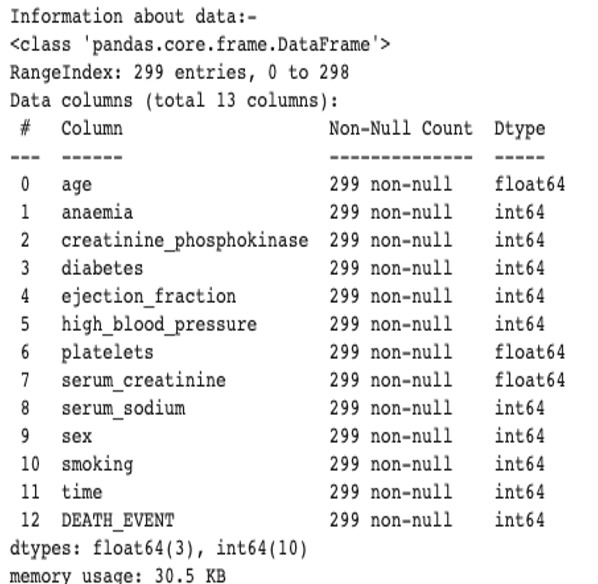 Information about data:-
<class 'pandas.core.frame.DataFrame'>
RangeIndex: 299 entries, 0 to 298
Data columns (total 13 columns):
 #   Column                    Non-Null Count  Dtype
---  ------                    --------------  -----
 0   age                       299 non-null    float64
 1   anaemia                   299 non-null    int64
 2   creatinine_phosphokinase  299 non-null    int64
 3   diabetes                  299 non-null    int64
 4   ejection_fraction         299 non-null    int64
 5   high_blood_pressure       299 non-null    int64
 6   platelets                 299 non-null    float64
 7   serum_creatinine          299 non-null    float64
 8   serum_sodium              299 non-null    int64
 9   sex                       299 non-null    int64
 10  smoking                   299 non-null    int64
 11  time                      299 non-null    int64
 12  DEATH_EVENT               299 non-null    int64
dtypes: float64(3), int64(10)
memory usage: 30.5 KB